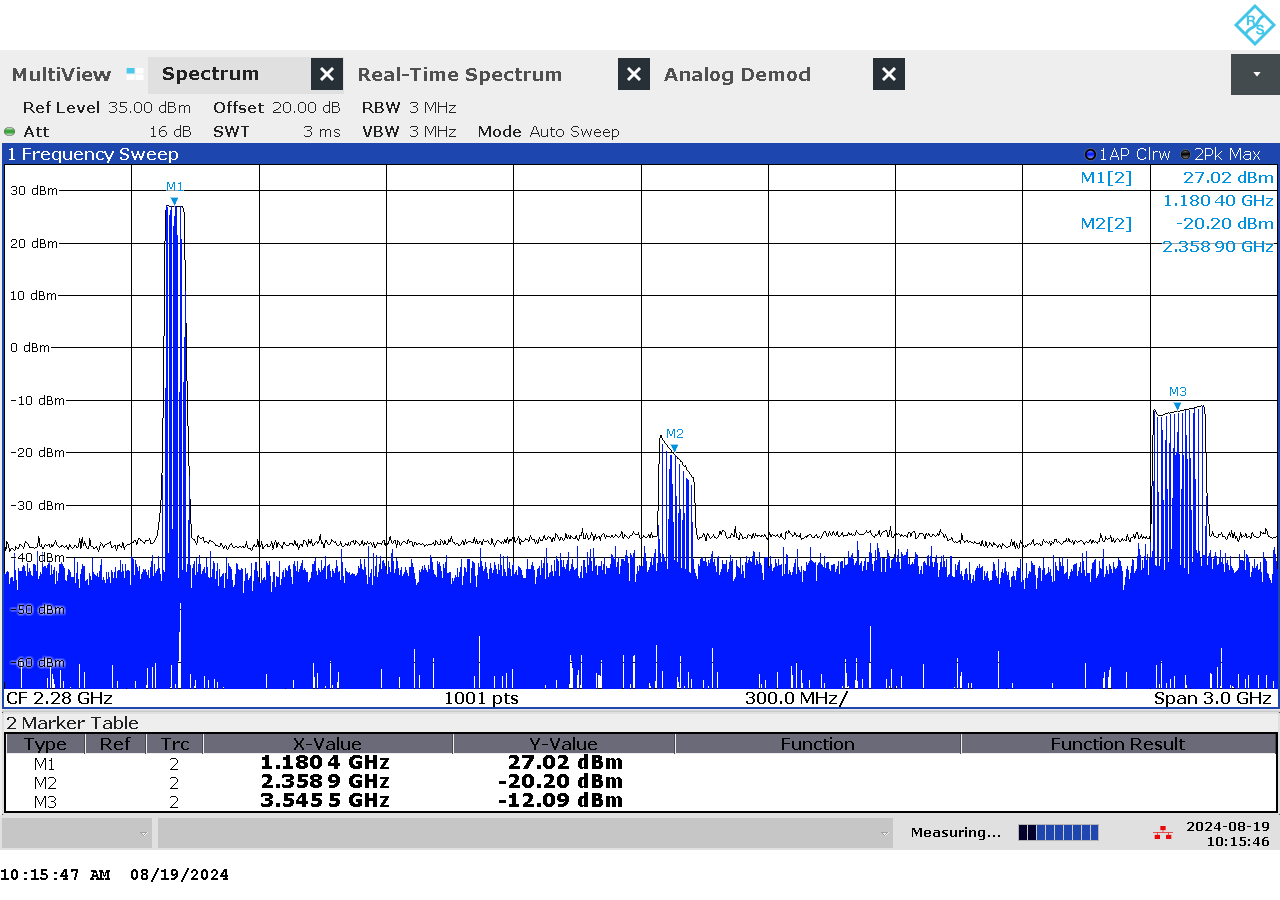 R S
MultiView Spectrum Real-Time Spectrum Analog Demod
Ref Level 35.00 dBm Offset 20.00 dB RBW 3 MHz
Att 16 dB SWT 3 ms VBW 3 MHz Mode Auto Sweep
1 Frequency Sweep 1AP Clrw 2Pk Max
M1[2] 27.02 dBm
1.180 40 GHz
M2[2] -20.20 dBm
2.358 90 GHz
30 dBm
M1
20 dBm
10 dBm
0 dBm
M3
-10 dBm
M2
-20 dBm
-30 dBm
-40 dBm
-50 dBm
-60 dBm
CF 2.28 GHz 1001 pts 300.0 MHz/ Span 3.0 GHz
2 Marker Table
Type Ref Trc X-Value Y-Value Function Function Result
M1 2 1.180 4 GHz 27.02 dBm
M2 2 2.358 9 GHz -20.20 dBm
M3 2 3.545 5 GHz -12.09 dBm
Measuring... 2024-08-19
10:15:46
10:15:47 AM 08/19/2024